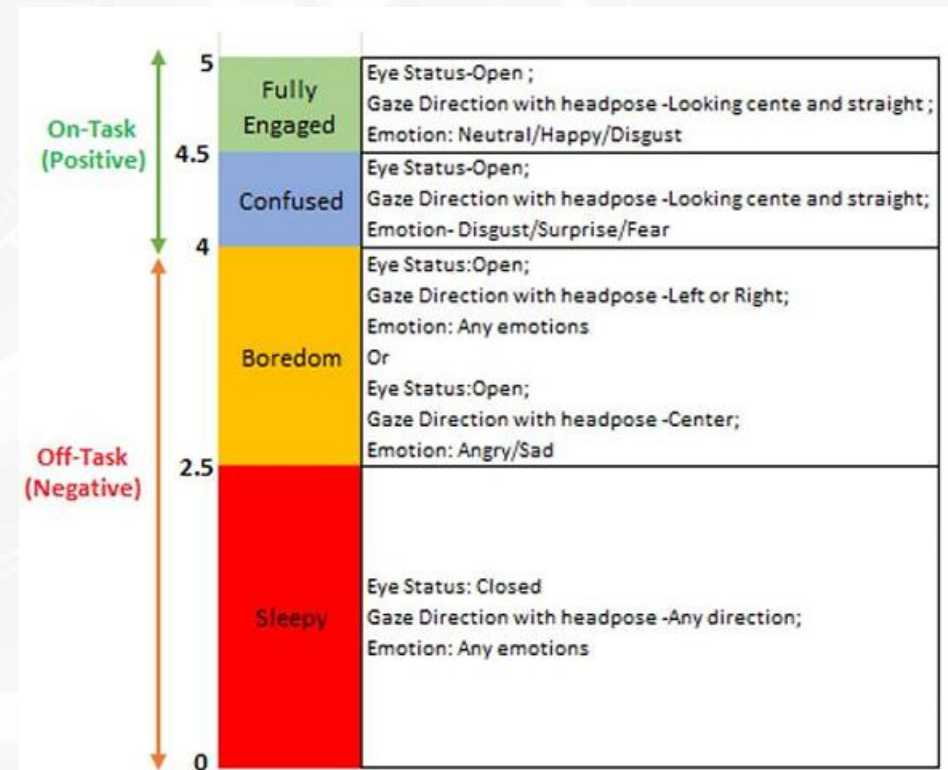 5
Fully
Engaged
Eye Status-Open ;
Gaze Direction with headpose -Looking cente and straight ;
Emotion: Neutral/Happy/Disgust
On-Task
(Positive)
4.5
Confused
Eye Status-Open;
Gaze Direction with headpose -Looking cente and straight;
Emotion- Disgust/Surprise/Fear
4
Boredom
Eye Status:Open;
Gaze Direction with headpose -Left or Right;
Emotion: Any emotions
Or
Eye Status:Open;
Gaze Direction with headpose -Center;
Emotion: Angry/Sad
Off-Task
(Negative)
2.5
Sleepy
Eye Status: Closed
Gaze Direction with headpose -Any direction;
Emotion: Any emotions
0